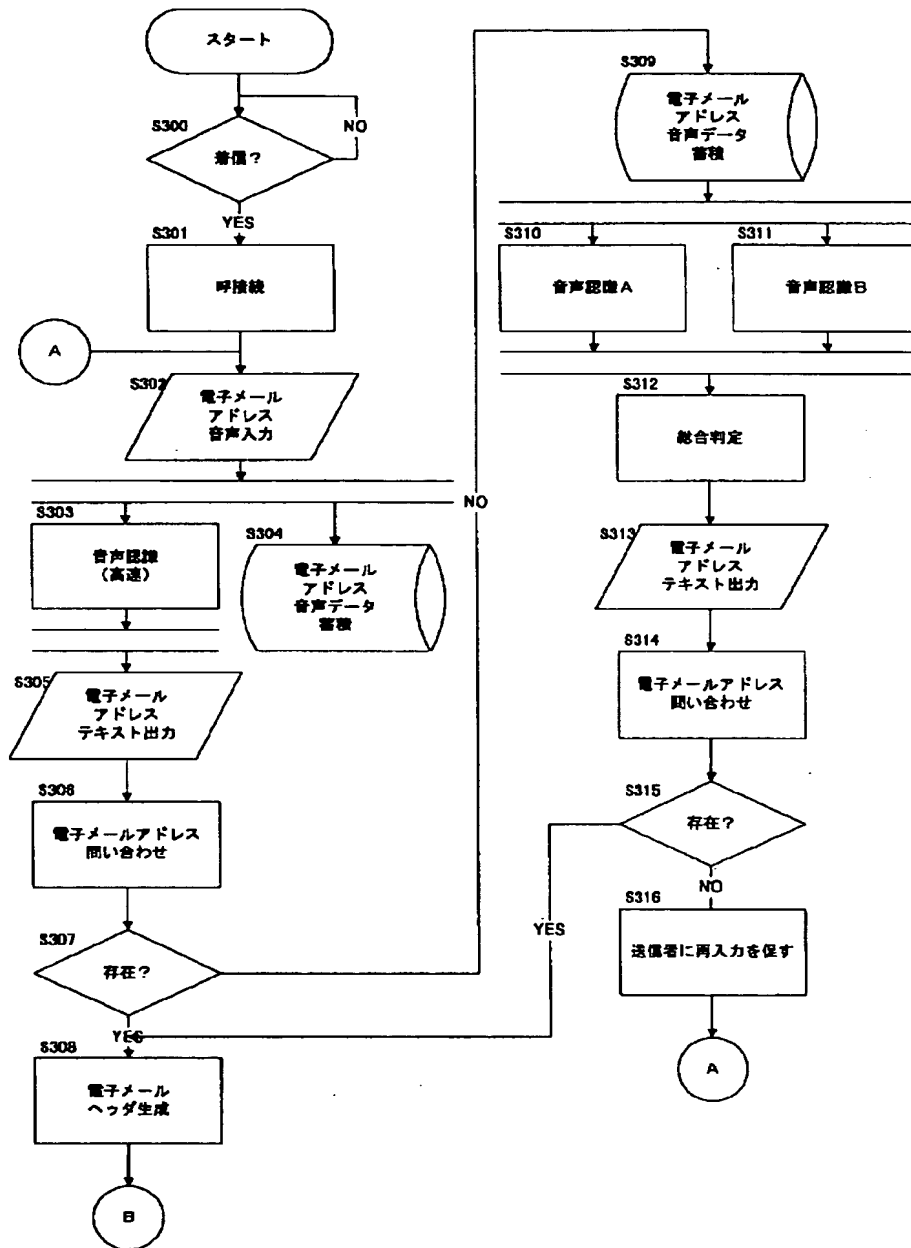 スタート
S300
着信？
NO
YES
S301
呼接続
A
S302
電子メール
アドレス
音声入力
S303
音声認識
（高速）
S304
電子メール
アドレス
音声データ
蓄積
S305
電子メール
アドレス
テキスト出力
S306
電子メールアドレス
問い合わせ
S307
存在？
NO
YES
S308
電子メール
ヘッダ生成
B
S309
電子メール
アドレス
音声データ
蓄積
S310
音声認識A
S311
音声認識B
S312
総合判定
S313
電子メール
アドレス
テキスト出力
S314
電子メールアドレス
問い合わせ
S315
存在？
YES
NO
S316
送信者に再入力を促す
A